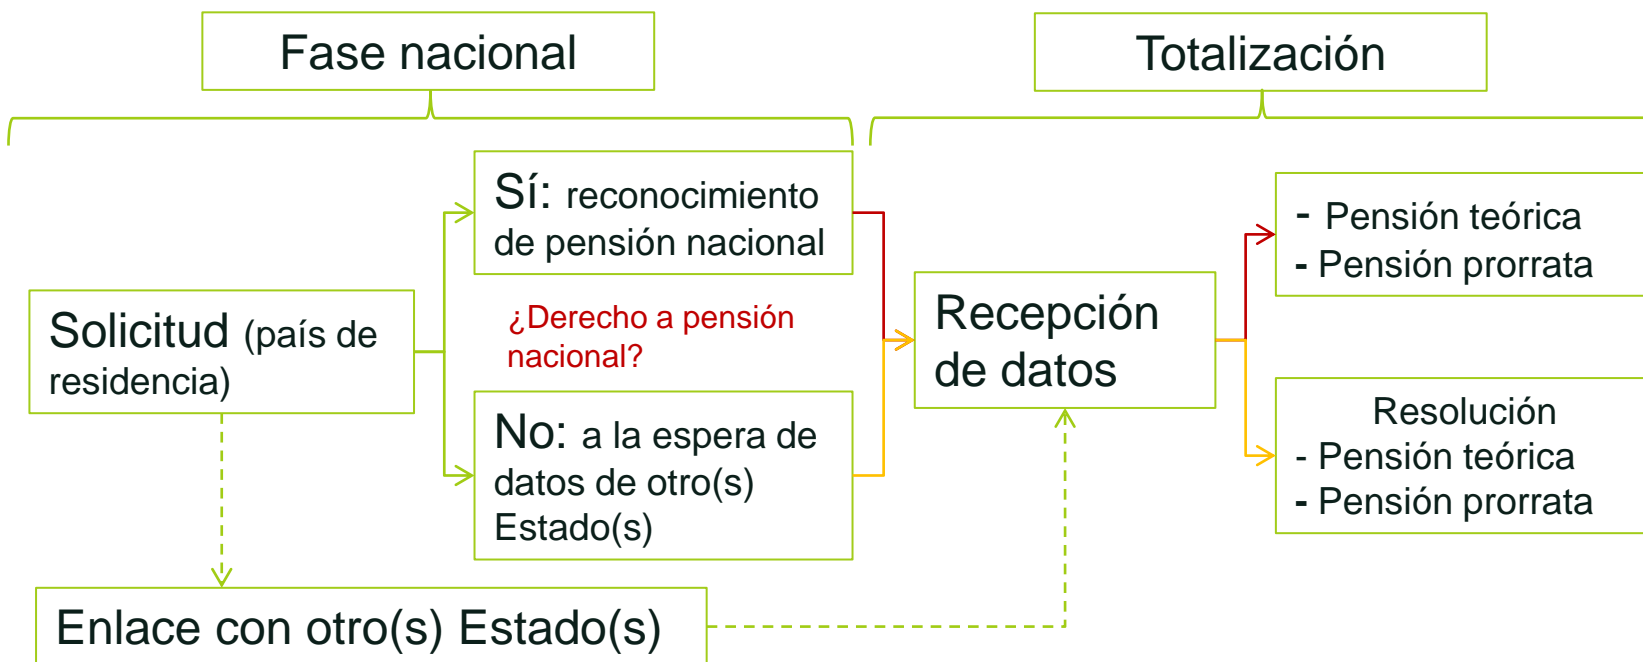 Fase nacional
Totalización
Sí: reconocimiento
de pensión nacional
- Pensión teórica
- Pensión prorrata
Solicitud (país de
residencia)
¿Derecho a pensión
nacional?
Recepción
de datos
No: a la espera de
datos de otro(s)
Estado(s)
Resolución
- Pensión teórica
- Pensión prorrata
Enlace con otro(s) Estado(s)